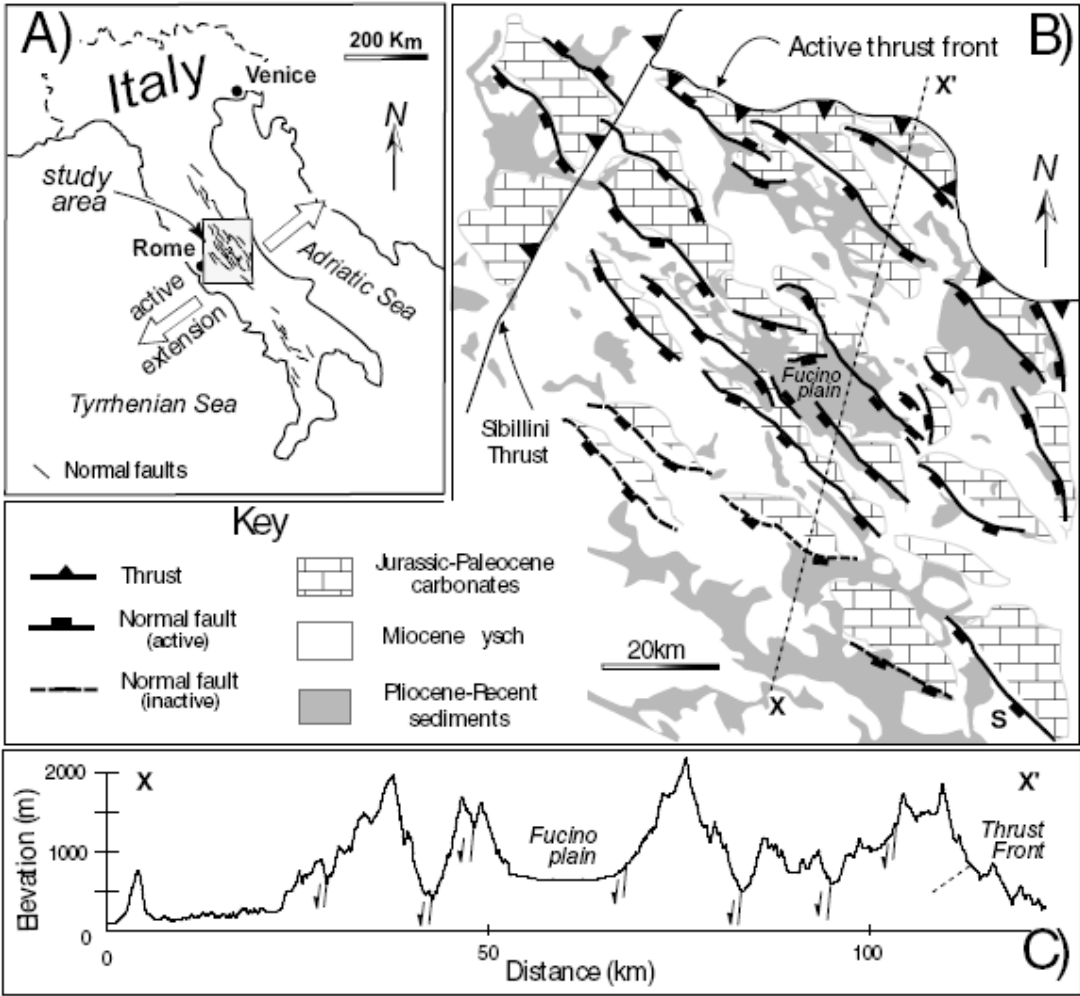 A)
200 Km
Italy
Venice
N
study
area
Rome
Adriatic Sea
active
extension
Tyrrhenian Sea
Normal faults
B)
Active thrust front
X'
N
Fucino
plain
Sibillini
Thrust
20km
X
S
Key
Thrust
Normal fault
(active)
Normal fault
(inactive)
Jurassic-Paleocene
carbonates
Miocene ysch
Pliocene-Recent
sediments
2000
1000
0
Elevation (m)
X
X'
Fucino
plain
Thrust
Front
0
50
100
Distance (km)
C)